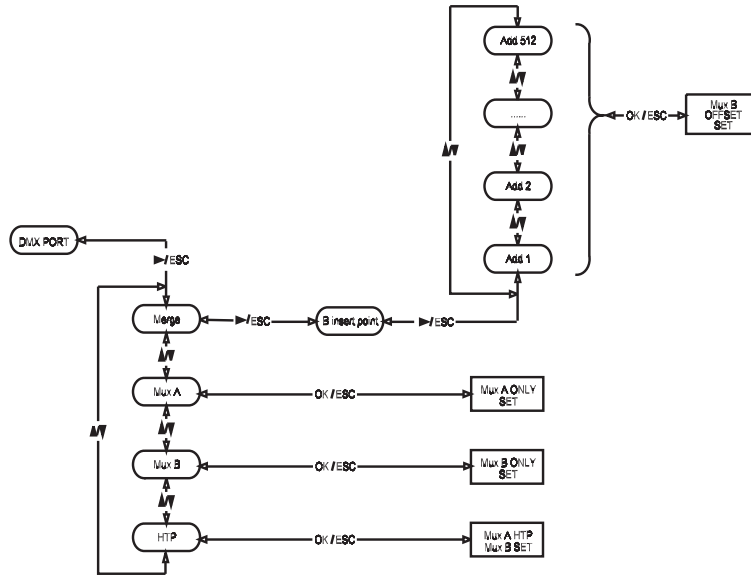 Add 512
......
OK / ESC
Mux B
OFFSET
SET
Add 2
Add 1
DMX PORT
►/ESC
Merge
►/ESC
B insert point
►/ESC
Mux A
OK / ESC
Mux A ONLY
SET
Mux B
OK / ESC
Mux B ONLY
SET
HTP
OK / ESC
Mux A HTP
Mux B SET